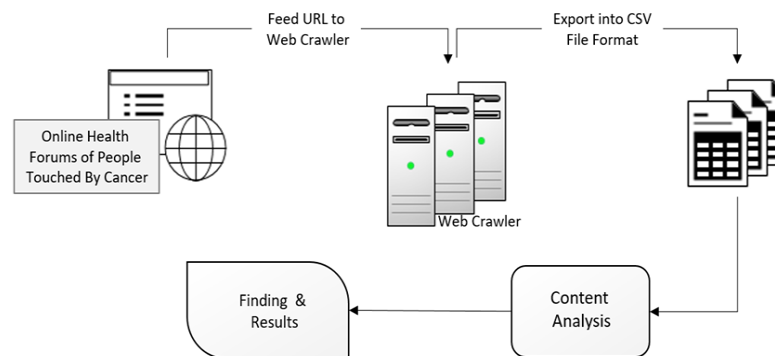 Feed URL to
Web Crawler
Export into CSV
File Format
Online Health
Forums of People
Touched By Cancer
Web Crawler
Finding & 
Results
Content
Analysis